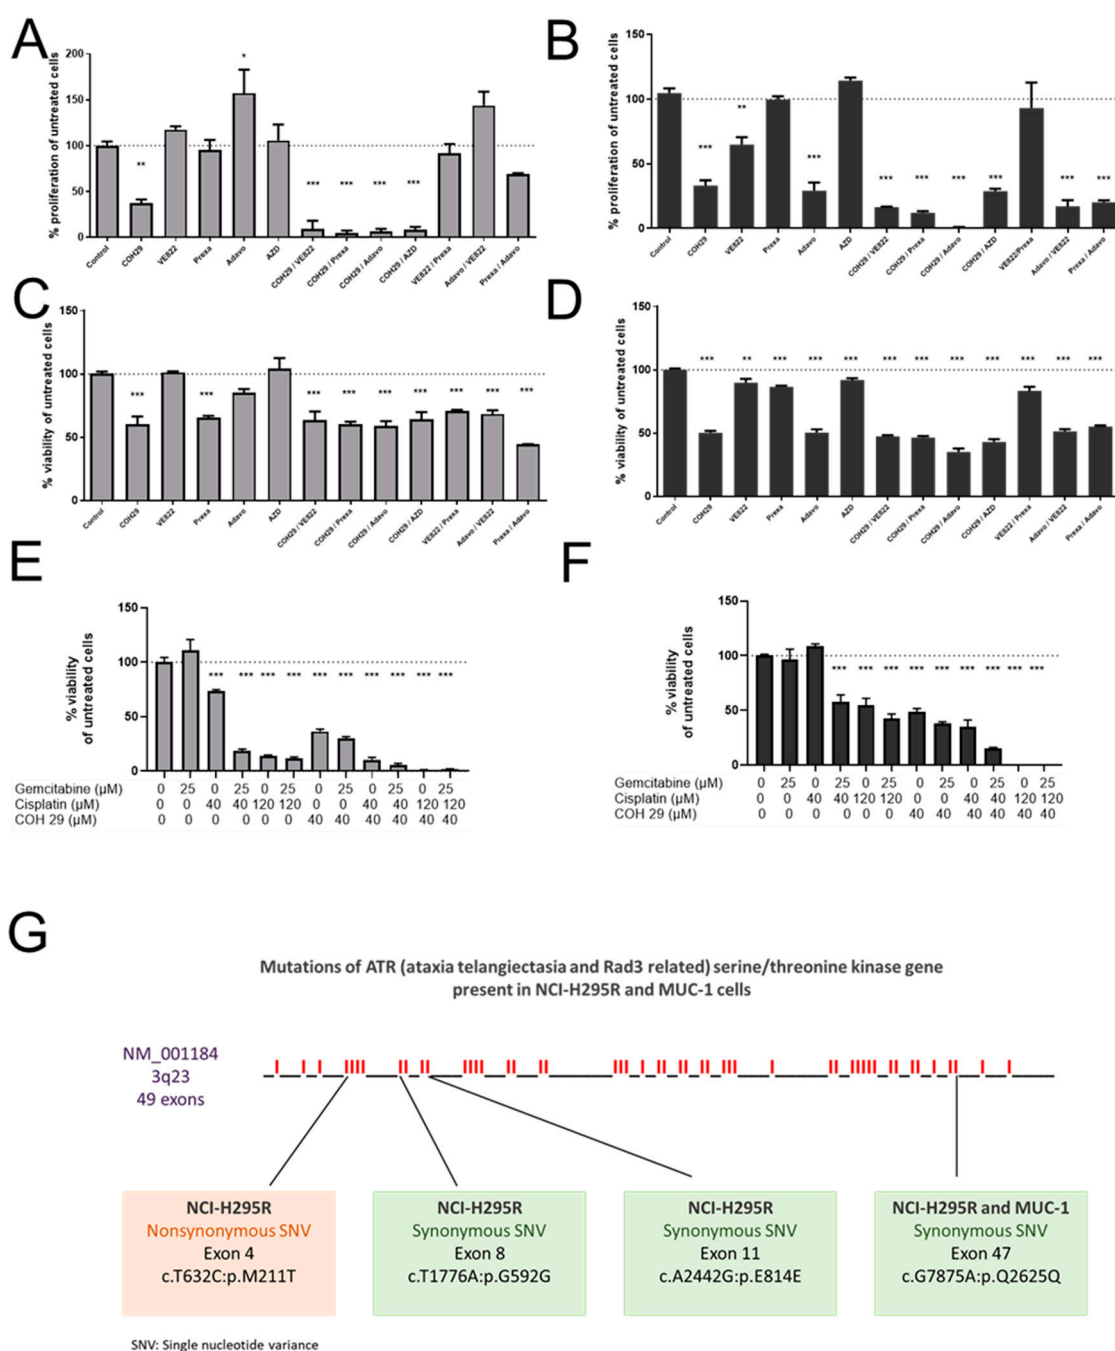 A
% proliferation of untreated cells
200
150
100
50
0
*
**
*** *** *** ***
Control COH29 VE822 Prexa Adavo AZD COH29 / VE822 COH29 / Prexa COH29 / Adavo COH29 / AZD VE822 / Prexa Adavo / VE822 Prexa / Adavo
B
% proliferation of untreated cells
150
100
50
0
*** ** *** *** *** *** *** *** ***
Control COH29 VE822 Prexa Adavo AZD COH29 / VE822 COH29 / Prexa COH29 / Adavo COH29 / AZD VE822/Prexa Adavo / VE822 Prexa / Adavo
C
% viability of untreated cells
150
100
50
0
*** *** *** *** *** *** *** *** ***
Control COH29 VE822 Prexa Adavo AZD COH29 / VE822 COH29 / Prexa COH29 / Adavo COH29 / AZD VE822 / Prexa Adavo / VE822 Prexa / Adavo
D
% viability of untreated cells
150
100
50
0
*** ** *** *** *** *** *** *** *** *** *** ***
Control COH29 VE822 Prexa Adavo AZD COH29 / VE822 COH29 / Prexa COH29 / Adavo COH29 / AZD VE822 / Prexa Adavo / VE822 Prexa / Adavo
E
% viability
of untreated cells
150
100
50
0
*** *** *** *** *** *** *** *** *** ***
Gemcitabine (µM) 0 25 0 25 0 25 0 25 0 25 0 25
Cisplatin (µM) 0 0 40 40 120 120 0 0 40 40 120 120
COH 29 (µM) 0 0 0 0 0 0 40 40 40 40 40 40
F
% viability
of untreated cells
150
100
50
0
*** *** *** *** *** *** *** *** ***
Gemcitabine (µM) 0 25 0 25 0 25 0 25 0 25 0 25
Cisplatin (µM) 0 0 40 40 120 120 0 0 40 40 120 120
COH 29 (µM) 0 0 0 0 0 0 40 40 40 40 40 40
G
Mutations of ATR (ataxia telangiectasia and Rad3 related) serine/threonine kinase gene
present in NCI-H295R and MUC-1 cells
NM_001184
3q23
49 exons
NCI-H295R
Nonsynonymous SNV
Exon 4
c.T632C:p.M211T
NCI-H295R
Synonymous SNV
Exon 8
c.T1776A:p.G592G
NCI-H295R
Synonymous SNV
Exon 11
c.A2442G:p.E814E
NCI-H295R and MUC-1
Synonymous SNV
Exon 47
c.G7875A:p.Q2625Q
SNV: Single nucleotide variance